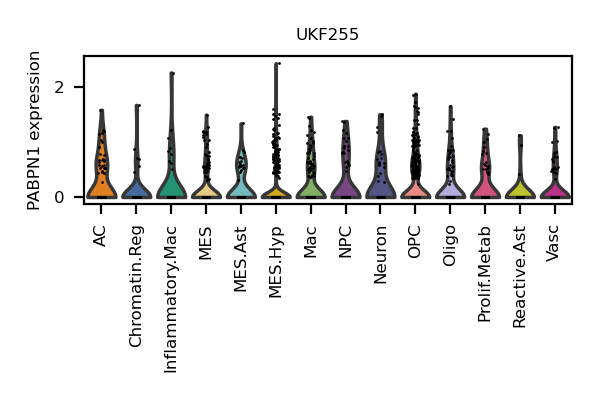 UKF255
PABPN1 expression
2
0
AC
Chromatin.Reg
Inflammatory.Mac
MES
MES.Ast
MES.Hyp
Mac
NPC
Neuron
OPC
Oligo
Prolif.Metab
Reactive.Ast
Vasc